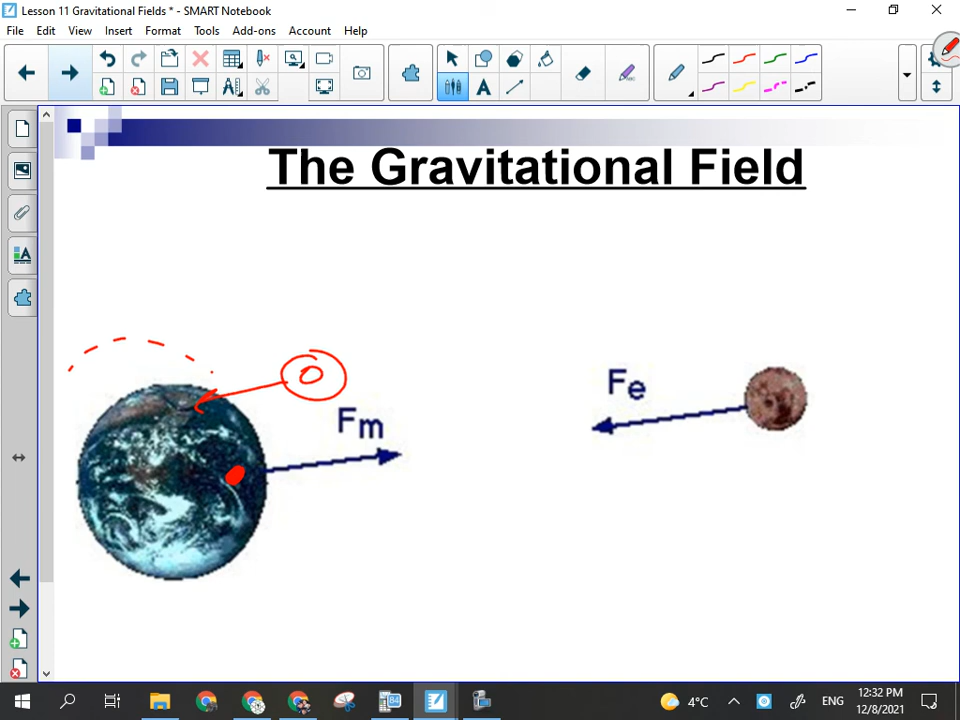 Lesson 11 Gravitational Fields * - SMART Notebook
File Edit View Insert Format Tools Add-ons Account Help
The Gravitational Field
O
Fm
Fe
4°C
ENG
12:32 PM
12/8/2021